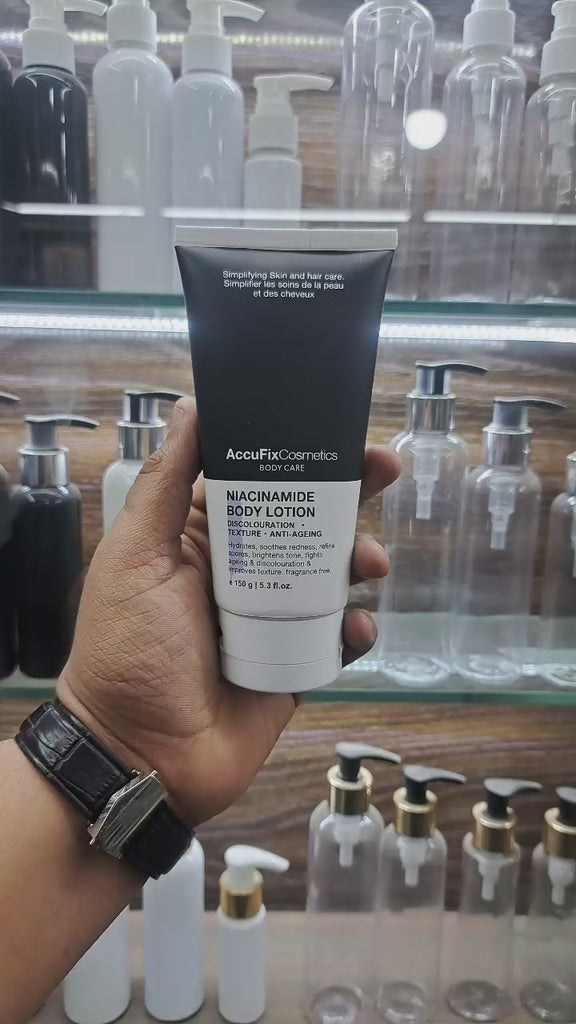 Simplifying Skin and hair care.
Simplifier les soins de la peau
et des cheveux
AccuFixCosmetics
BODY CARE
NIACINAMIDE
BODY LOTION
DISCOLOURATION •
TEXTURE • ANTI-AGEING
Hydrates, soothes redness, refine
pores, brightens tone, fights
ageing & discolouration &
improves texture. fragrance free.
e 150 g | 5.3 fl.oz.